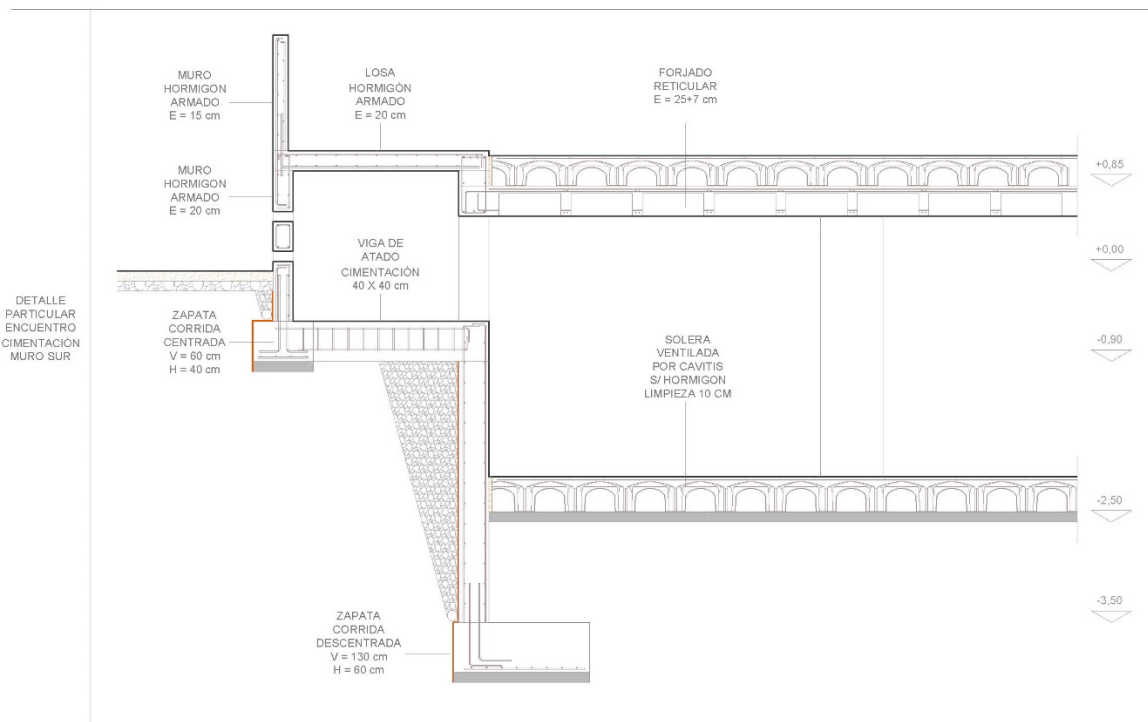 MURO
HORMIGON
ARMADO
E = 15 cm
LOSA
HORMIGÓN
ARMADO
E = 20 cm
FORJADO
RETICULAR
E = 25+7 cm
+0,85
MURO
HORMIGON
ARMADO
E = 20 cm
VIGA DE
ATADO
CIMENTACIÓN
40 X 40 cm
+0,00
DETALLE
PARTICULAR
ENCUENTRO
CIMENTACIÓN
MURO SUR
ZAPATA
CORRIDA
CENTRADA
V = 60 cm
H = 40 cm
SOLERA
VENTILADA
POR CAVITIS
S/ HORMIGON
LIMPIEZA 10 CM
-0,90
-2,50
-3,50
ZAPATA
CORRIDA
DESCENTRADA
V = 130 cm
H = 60 cm